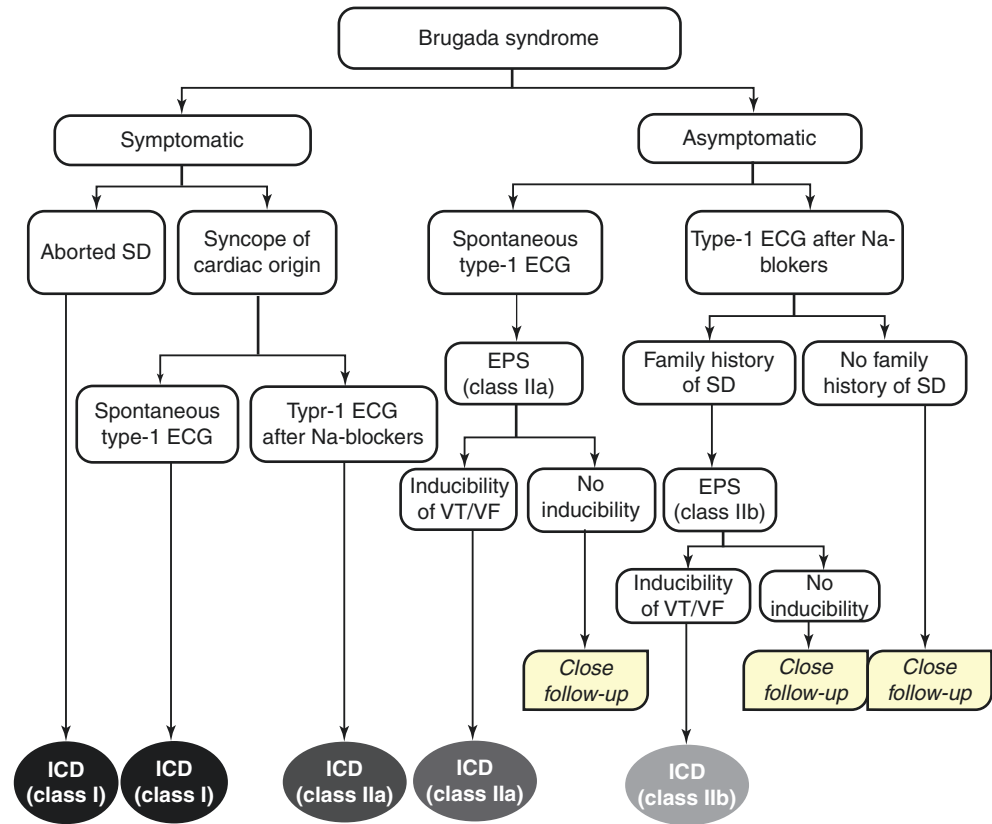 Brugada syndrome
Symptomatic
Asymptomatic
Aborted SD
Syncope of
cardiac origin
Spontaneous
type-1 ECG
Type-1 ECG after Na-
blokers
EPS
(class IIa)
Family history
of SD
No family
history of SD
Spontaneous
type-1 ECG
Typr-1 ECG
after Na-blockers
Inducibility
of VT/VF
No
inducibility
EPS
(class IIb)
Inducibility
of VT/VF
No
inducibility
Close
follow-up
Close
follow-up
Close
follow-up
ICD
(class I)
ICD
(class I)
ICD
(class IIa)
ICD
(class IIa)
ICD
(class IIb)